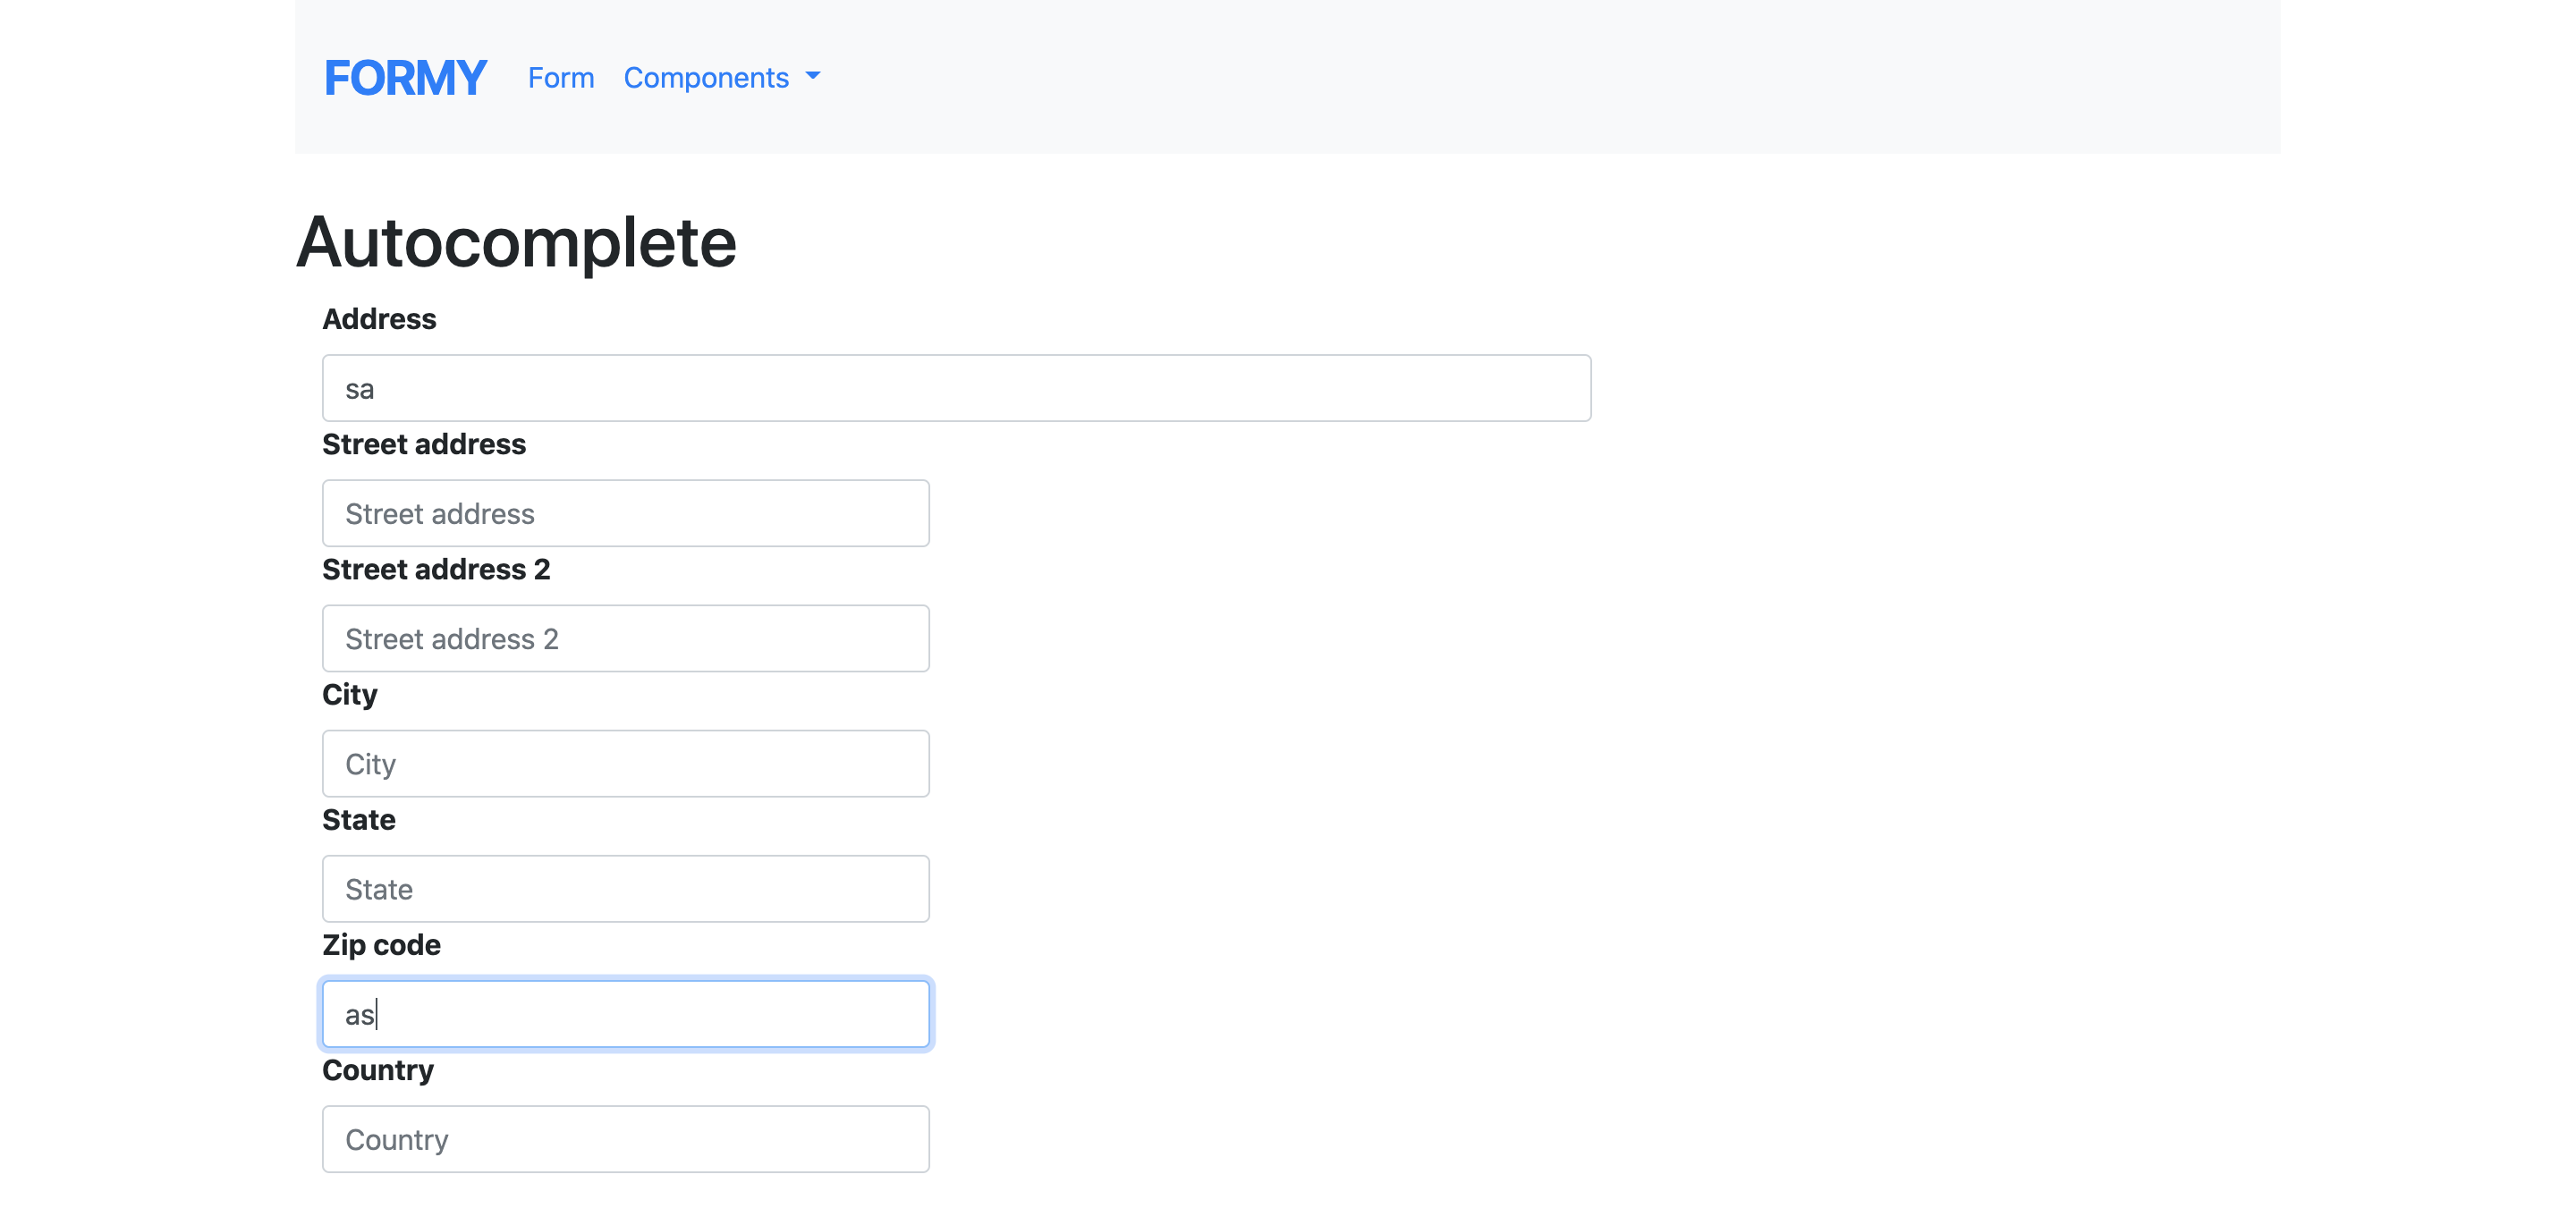 FORMY Form Components
Autocomplete
Address
sa
Street address
Street address
Street address 2
Street address 2
City
City
State
State
Zip code
as
Country
Country